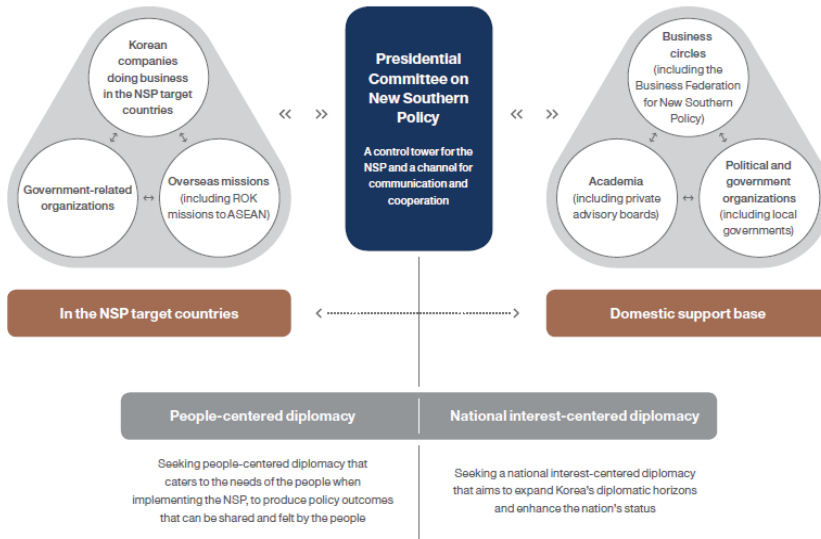 Korean
companies
doing business
in the NSP target
countries
Government-related
organizations
Overseas missions
(including ROK
missions to ASEAN)
Presidential
Committee on
New Southern
Policy
A control tower for the
NSP and a channel for
communication and
cooperation
Business
circles
(including the
Business Federation
for New Southern
Policy)
Academia
(including private
advisory boards)
Political and
government
organizations
(including local
governments)
In the NSP target countries
Domestic support base
People-centered diplomacy
National interest-centered diplomacy
Seeking people-centered diplomacy that
caters to the needs of the people when
implementing the NSP, to produce policy outcomes
that can be shared and felt by the people
Seeking a national interest-centered diplomacy
that aims to expand Korea's diplomatic horizons
and enhance the nation's status